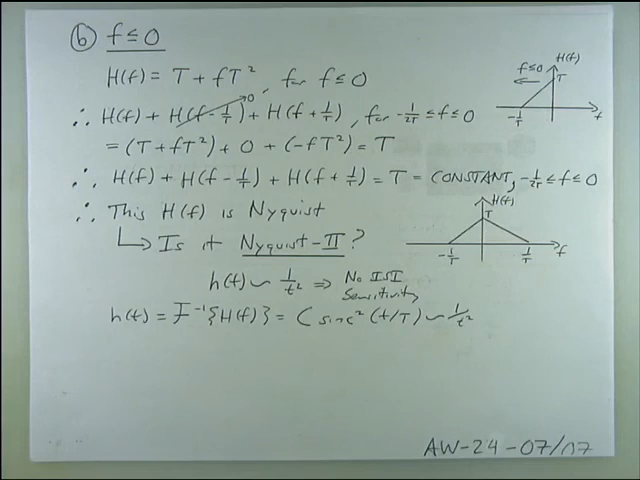 (b) f ≤ 0
H(f) = T + fT², for f ≤ 0
∴ H(f) + H(f - 1/T) → 0 + H(f + 1/T), for -1/2T ≤ f ≤ 0
= (T + fT²) + 0 + (-fT²) = T
∴ H(f) + H(f - 1/T) + H(f + 1/T) = T = CONSTANT, -1/2T ≤ f ≤ 0
∴ This H(f) is Nyquist
↳ Is it Nyquist-II?
h(t) ~ 1/t² ⇒ No ISI Sensitivity
h(t) = F⁻¹{H(f)} = C sinc²(t/T) ~ 1/t²
f ≤ 0
H(f)
T
-1/T
f
H(f)
T
-1/T
1/T
f
AW-24-07/07